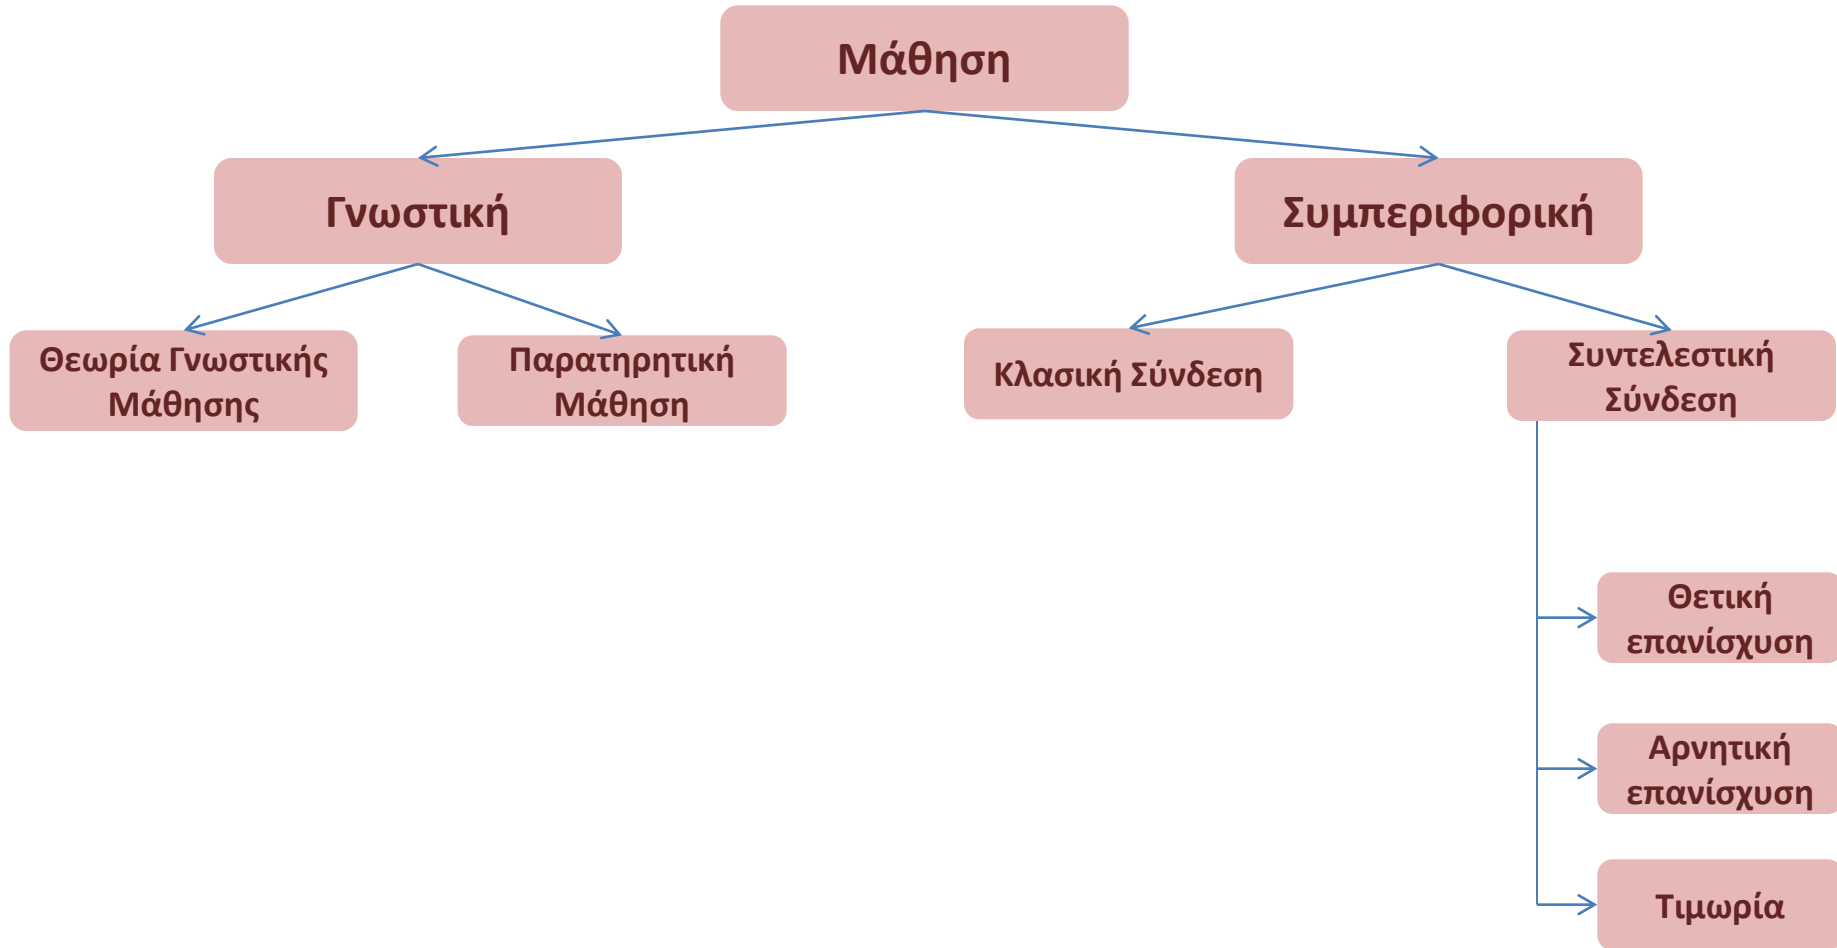 Μάθηση
Γνωστική
Συμπεριφορική
Θεωρία Γνωστικής
Μάθησης
Παρατηρητική
Μάθηση
Κλασική Σύνδεση
Συντελεστική
Σύνδεση
Θετική
επανίσχυση
Αρνητική
επανίσχυση
Τιμωρία